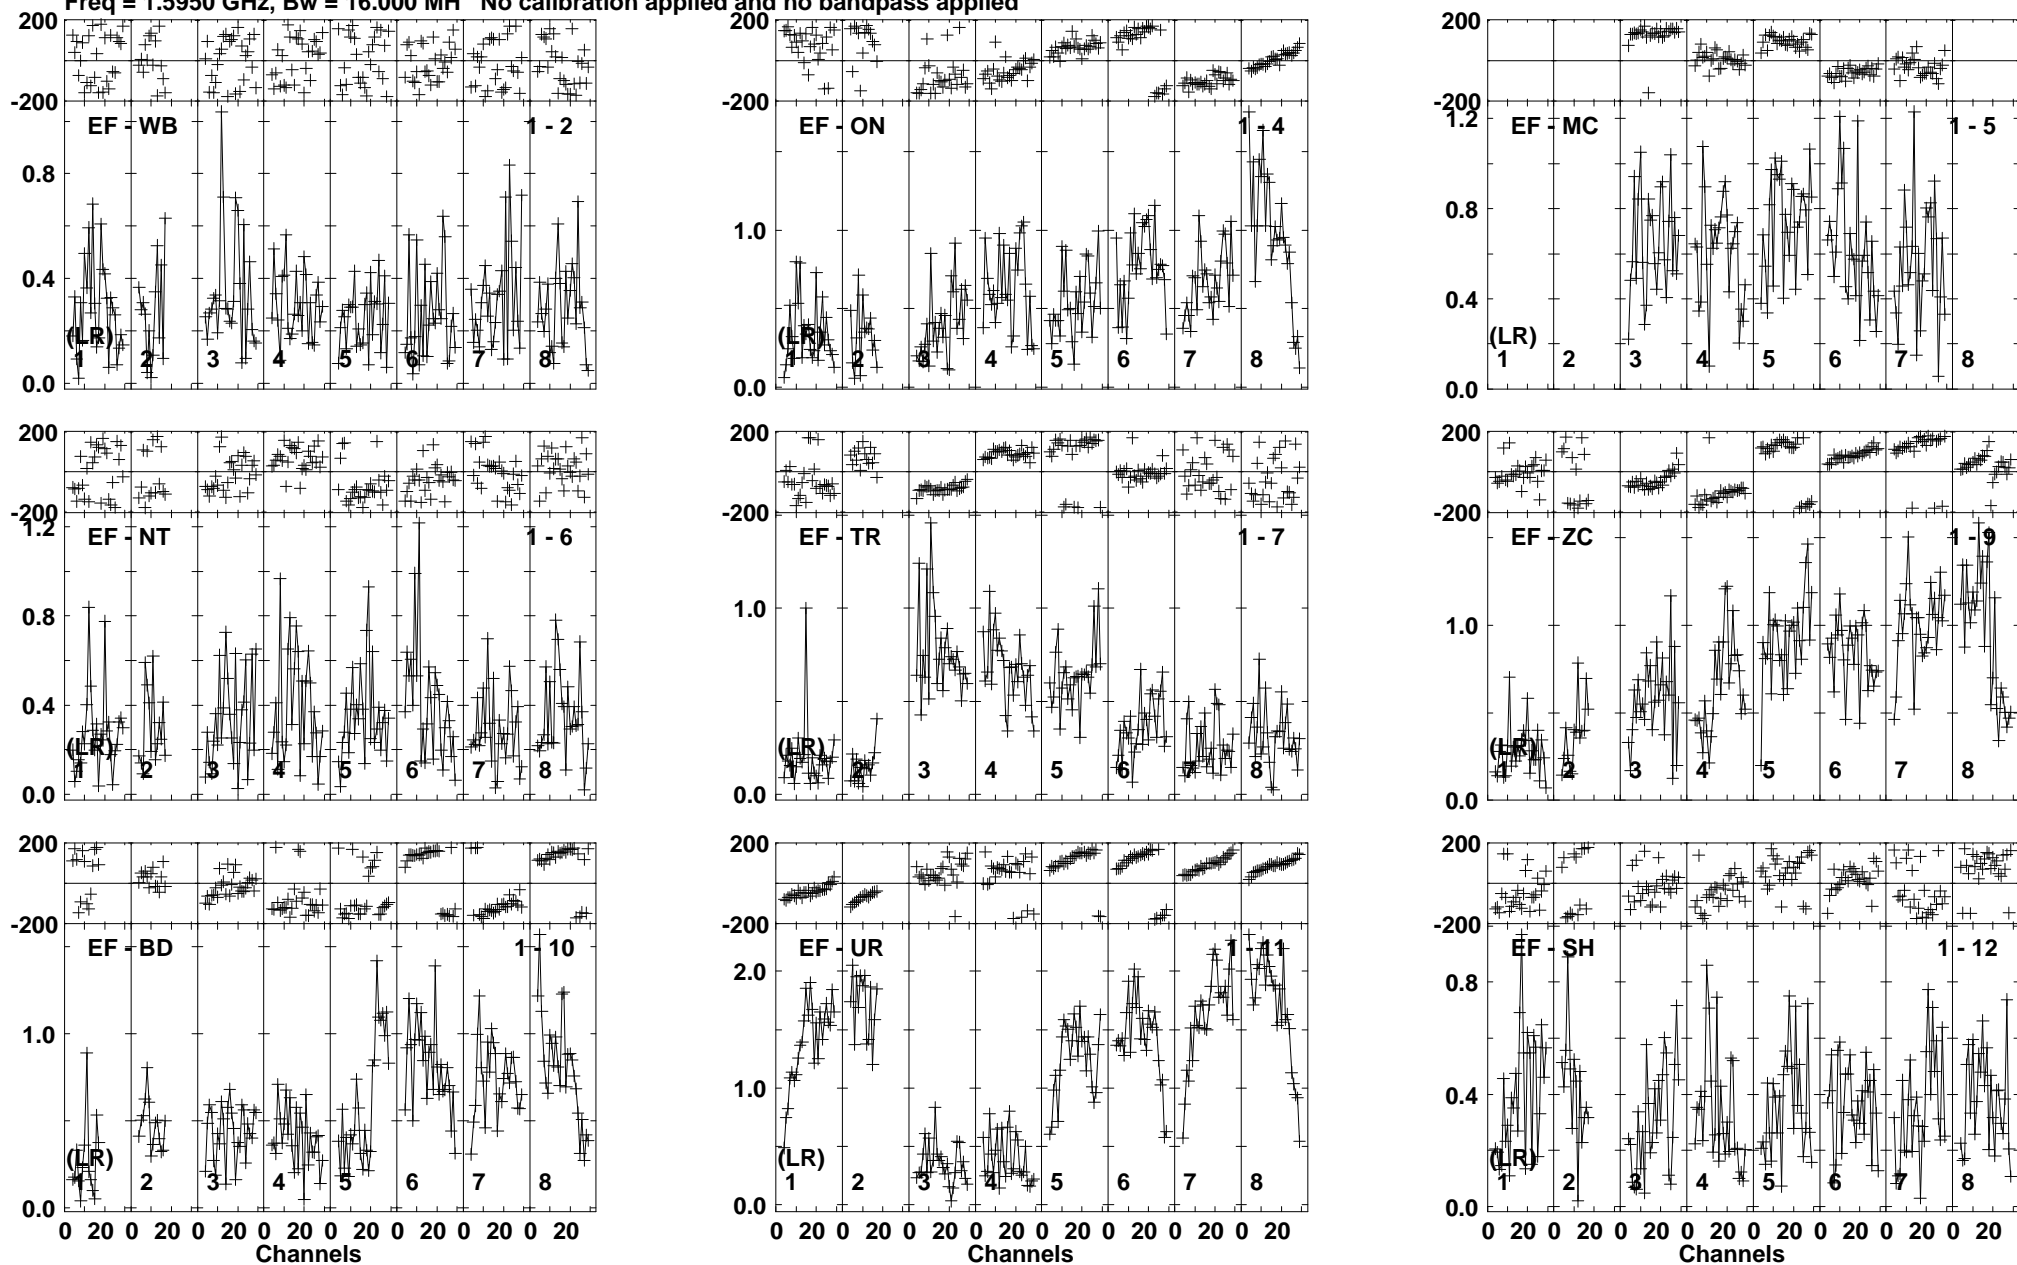 Freq = 1.5950 GHz, Bw = 16.000 MH No calibration applied and no bandpass applied
200 200 200
-200 -200 -200
EF - WB 1 - 2 EF - ON 1 - 4 1.2 EF - MC 1 - 5
0.8 0.8
1.0
0.4 0.4
(LR) (LR) (LR)
1 2 3 4 5 6 7 8 1 2 3 4 5 6 7 8 1 2 3 4 5 6 7 8
0.0 0.0 0.0
200 200 200
-200 -200 -200
1.2 EF - NT 1 - 6 EF - TR 1 - 7 EF - ZC 1 - 9
0.8 1.0 1.0
0.4
(LR) (LR) (LR)
1 2 3 4 5 6 7 8 1 2 3 4 5 6 7 8 1 2 3 4 5 6 7 8
0.0 0.0 0.0
200 200 200
-200 -200 -200
EF - BD 1 - 10 EF - UR 1 - 11 EF - SH 1 - 12
2.0 0.8
1.0 1.0 0.4
(LR) (LR) (LR)
1 2 3 4 5 6 7 8 1 2 3 4 5 6 7 8 1 2 3 4 5 6 7 8
0.0 0.0 0.0
0 20 0 20 0 20 0 20 0 20 0 20 0 20 0 20 0 20 0 20 0 20 0 20 0 20 0 20 0 20 0 20 0 20 0 20 0 20 0 20 0 20 0 20 0 20 0 20
Channels Channels Channels